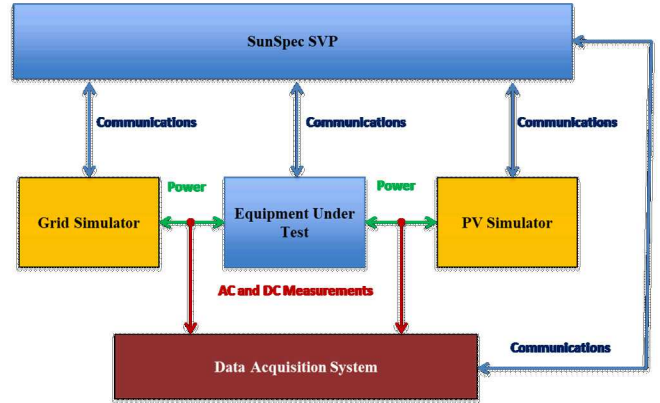 SunSpec SVP
Communications
Communications
Communications
Power
Power
Grid Simulator
Equipment Under
Test
PV Simulator
AC and DC Measurements
Communications
Data Acquisition System